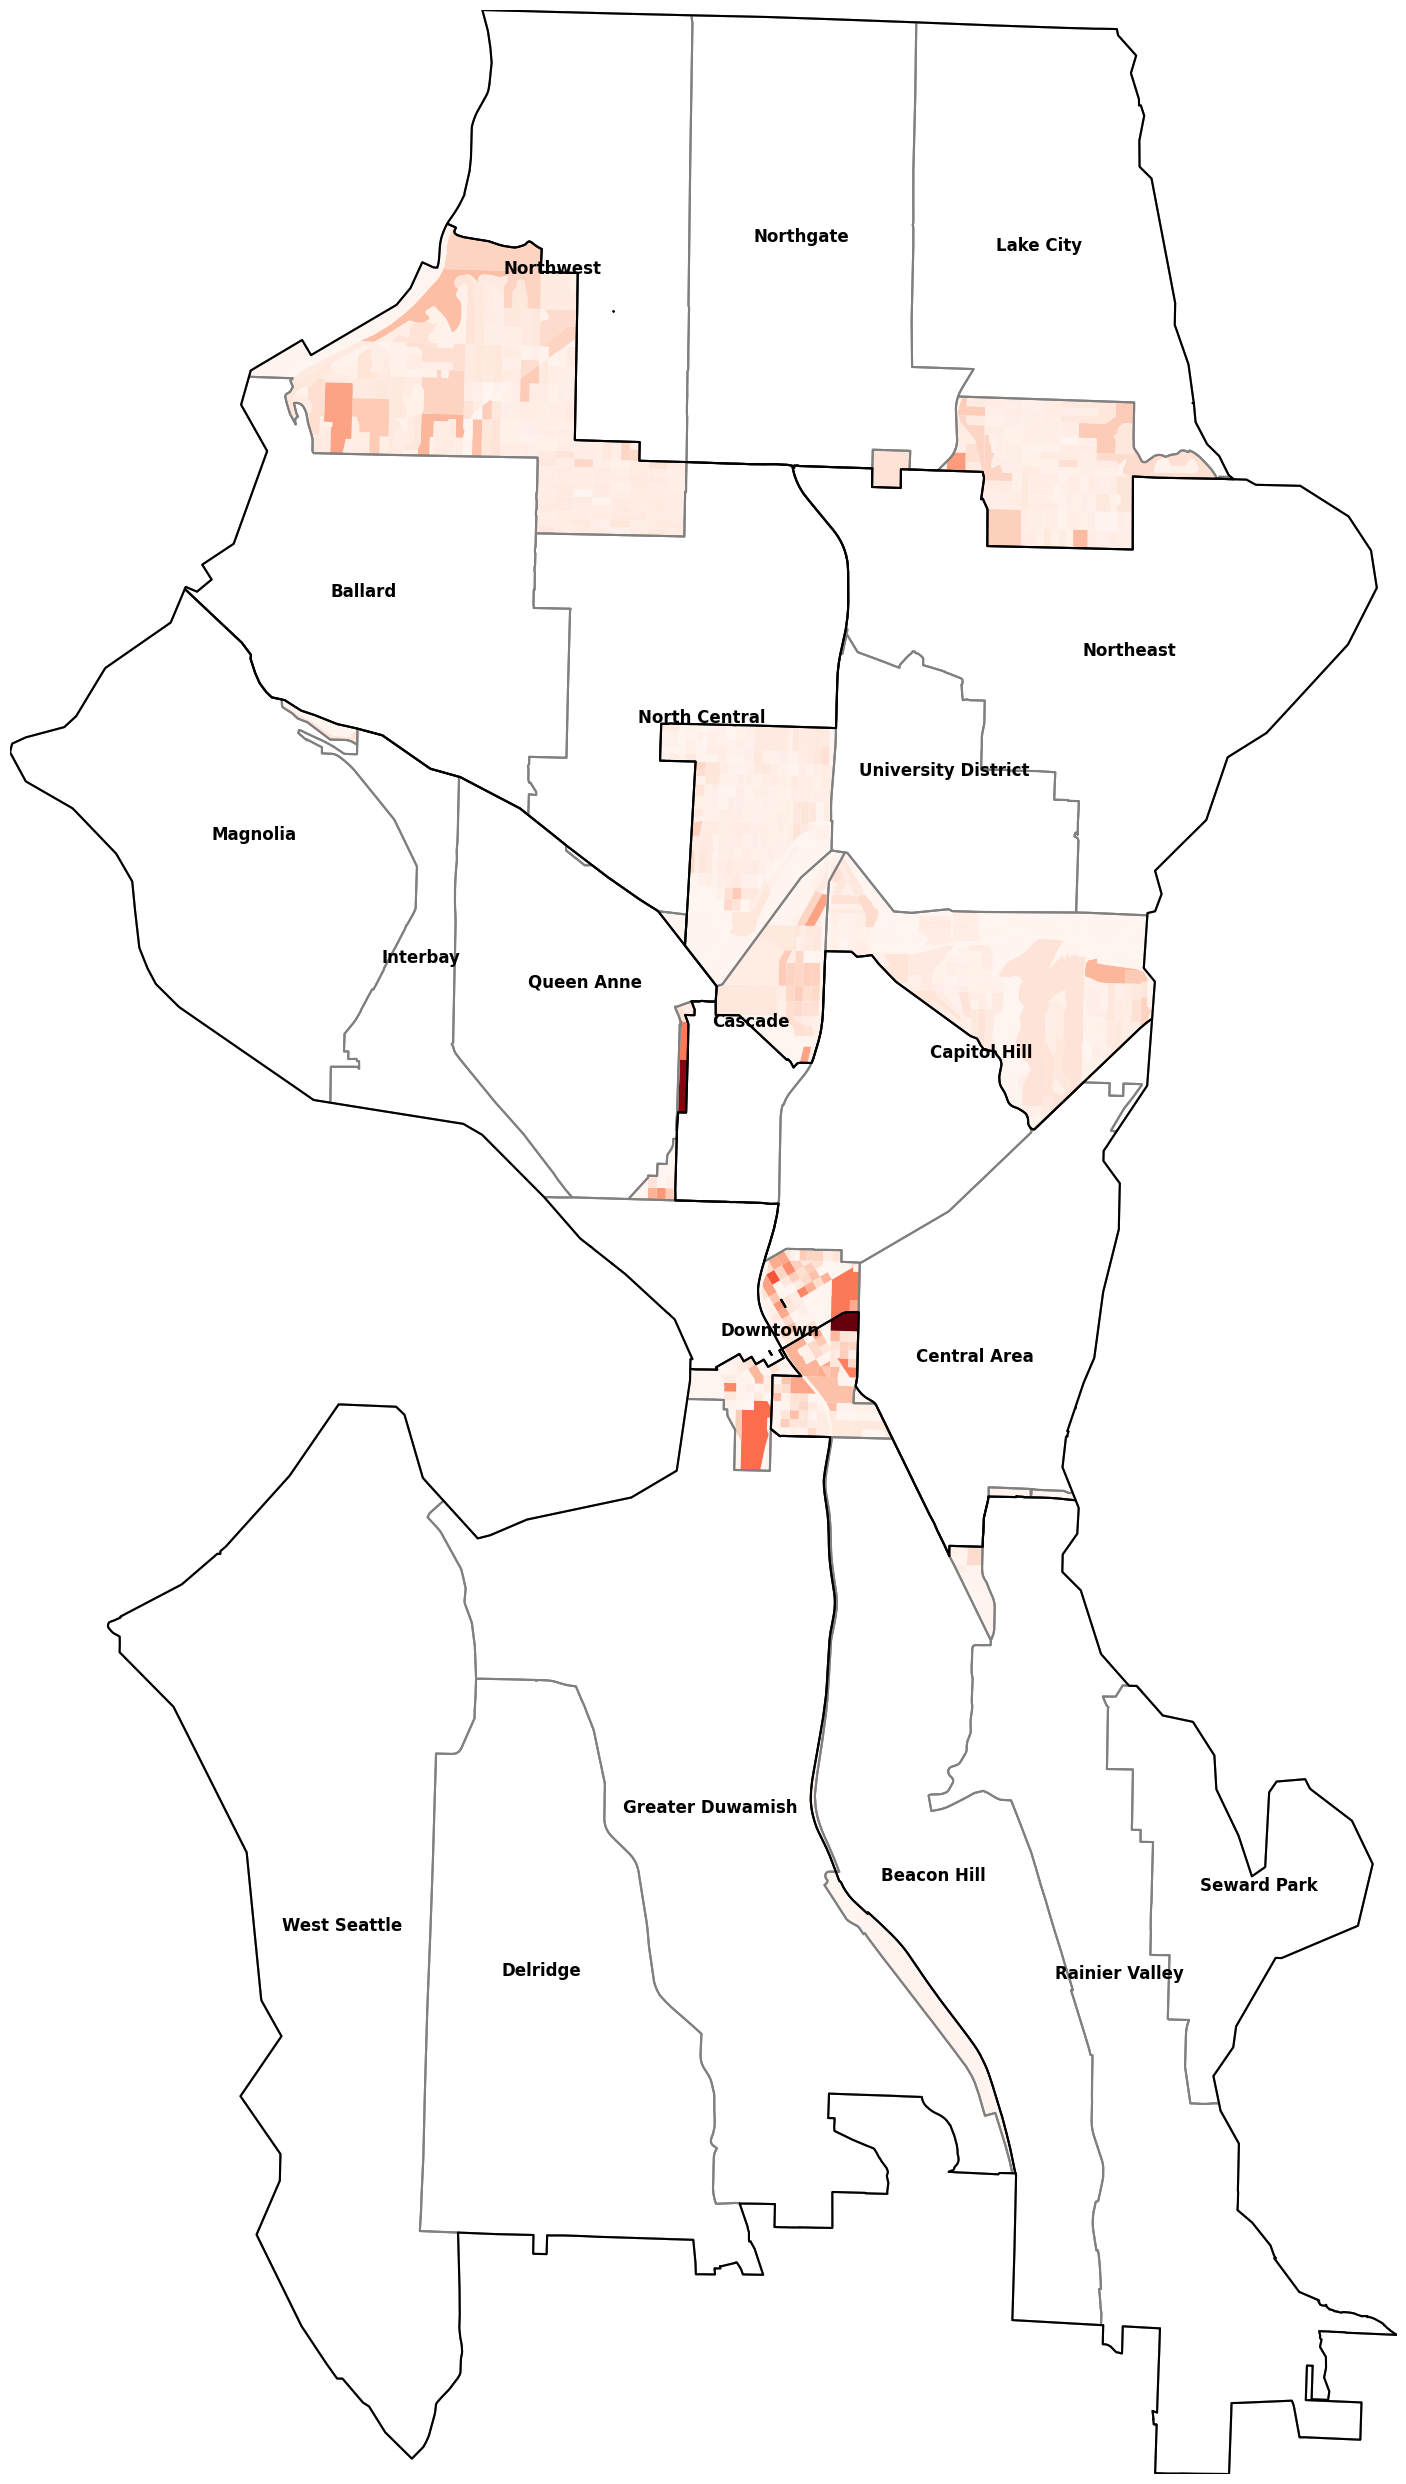 Northgate
Lake City
Northwest
Ballard
Northeast
North Central
University District
Magnolia
Interbay
Queen Anne
Cascade
Capitol Hill
Downtown
Central Area
Greater Duwamish
Beacon Hill
Seward Park
West Seattle
Delridge
Rainier Valley